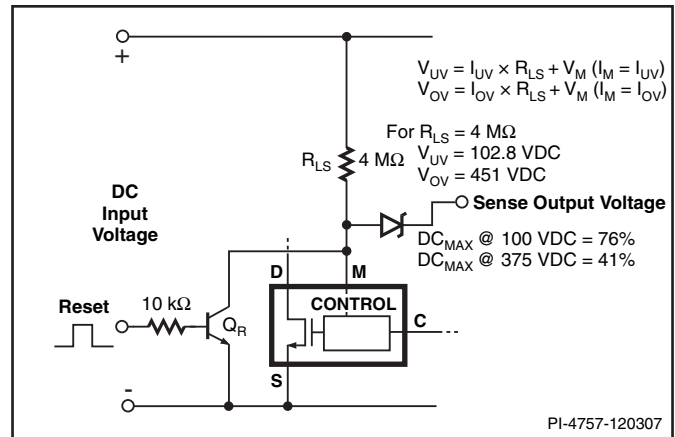 +
V_UV = I_UV × R_LS + V_M (I_M = I_UV)
V_OV = I_OV × R_LS + V_M (I_M = I_OV)
For R_LS = 4 MΩ
V_UV = 102.8 VDC
V_OV = 451 VDC
R_LS
4 MΩ
DC
Input
Voltage
Sense Output Voltage
DC_MAX @ 100 VDC = 76%
DC_MAX @ 375 VDC = 41%
D
M
CONTROL
C
Reset
10 kΩ
Q_R
S
-
PI-4757-120307